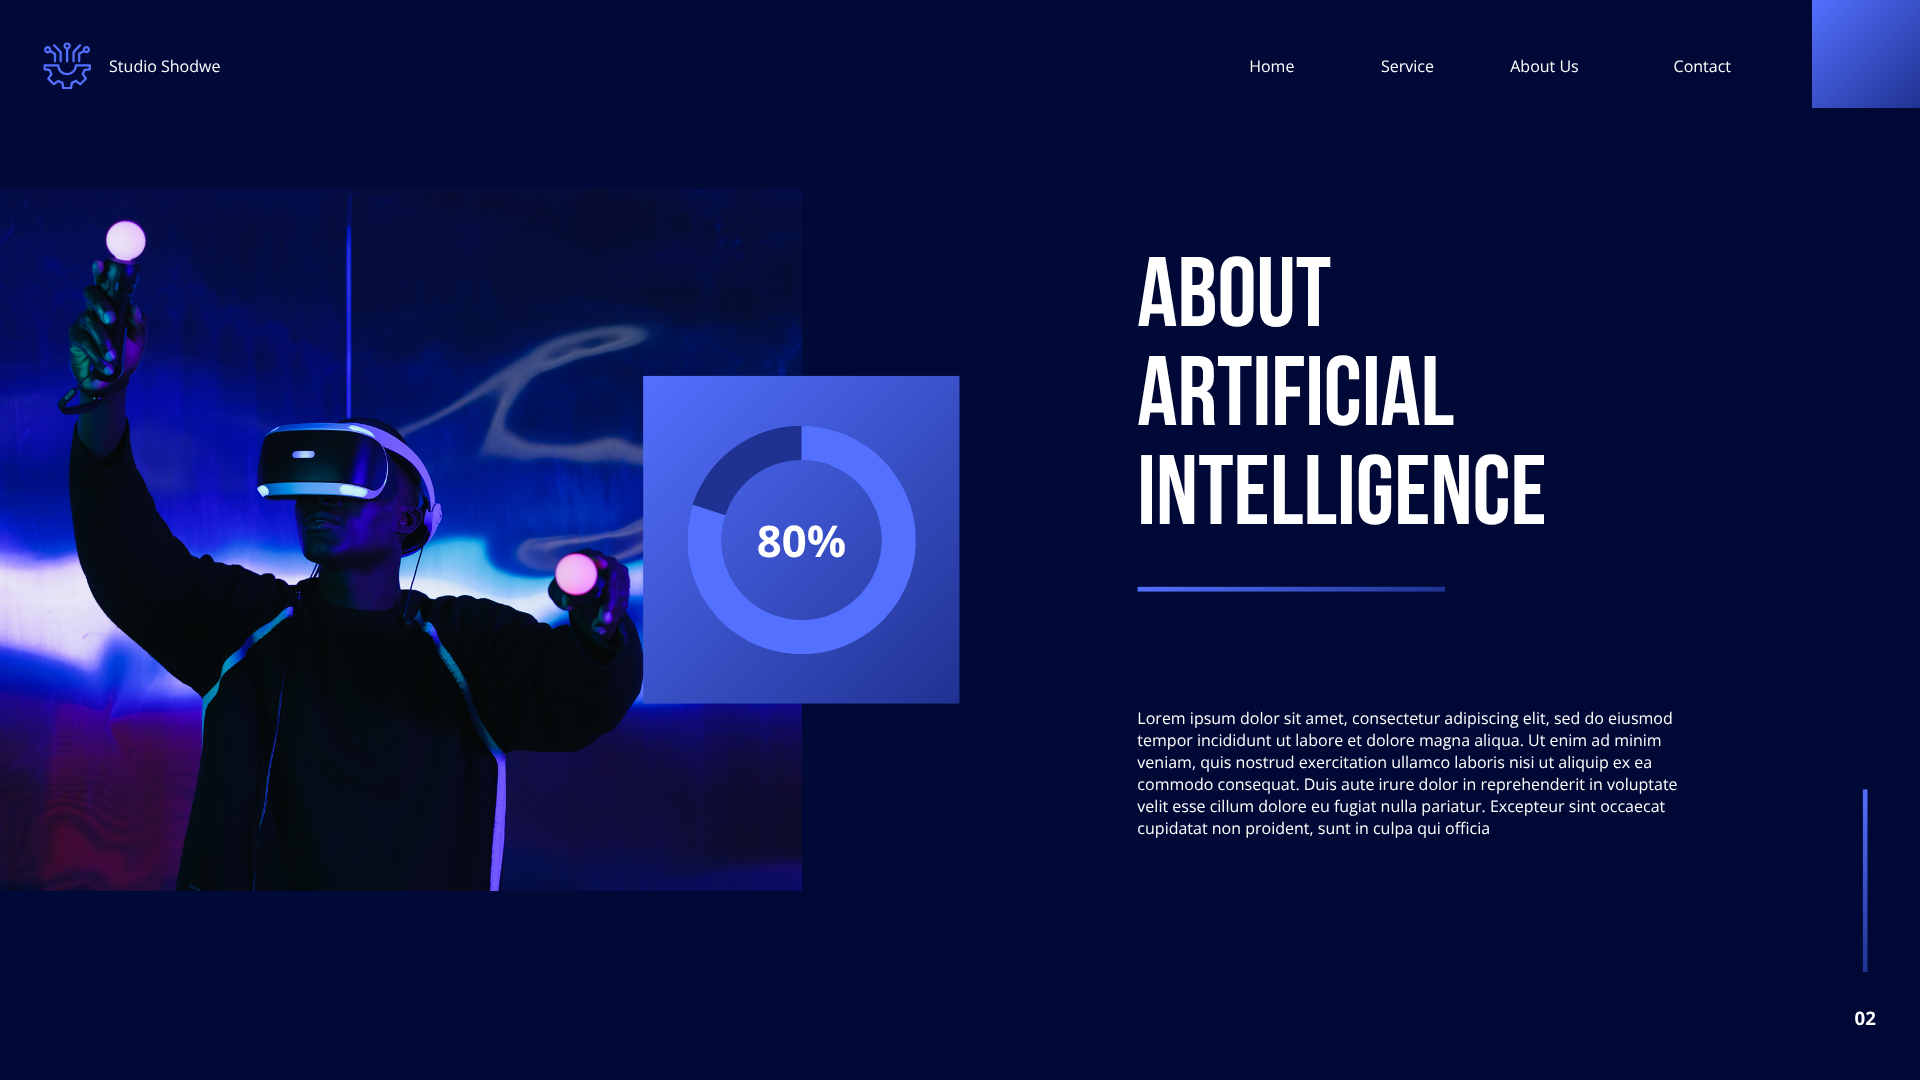 Studio Shodwe
Home
Service
About Us
Contact
80%
ABOUT
ARTIFICIAL
INTELLIGENCE
Lorem ipsum dolor sit amet, consectetur adipiscing elit, sed do eiusmod
tempor incididunt ut labore et dolore magna aliqua. Ut enim ad minim
veniam, quis nostrud exercitation ullamco laboris nisi ut aliquip ex ea
commodo consequat. Duis aute irure dolor in reprehenderit in voluptate
velit esse cillum dolore eu fugiat nulla pariatur. Excepteur sint occaecat
cupidatat non proident, sunt in culpa qui officia
02